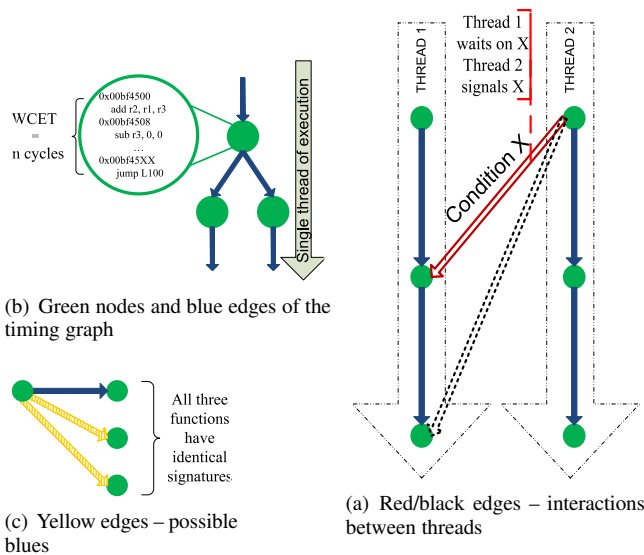 WCET
=
n cycles
0x00bf4500
add r2, r1, r3
0x00bf4508
sub r3, 0, 0
...
0x00bf45XX
jump L100
Single thread of execution
(b) Green nodes and blue edges of the
timing graph
All three
functions
have
identical
signatures
(c) Yellow edges – possible
blues
THREAD 1
Thread 1
waits on X
Thread 2
signals X
THREAD 2
Condition X
(a) Red/black edges – interactions
between threads